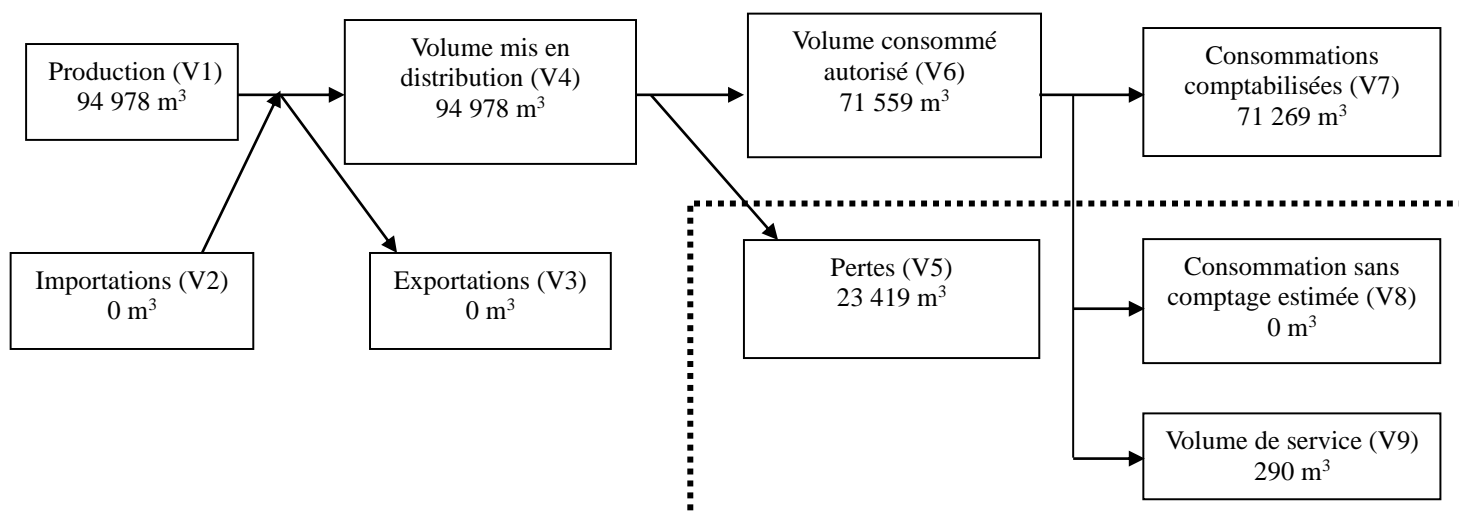 Production (V1)
94 978 m³
Volume mis en
distribution (V4)
94 978 m³
Volume consommé
autorisé (V6)
71 559 m³
Consommations
comptabilisées (V7)
71 269 m³
Importations (V2)
0 m³
Exportations (V3)
0 m³
Pertes (V5)
23 419 m³
Consommation sans
comptage estimée (V8)
0 m³
Volume de service (V9)
290 m³